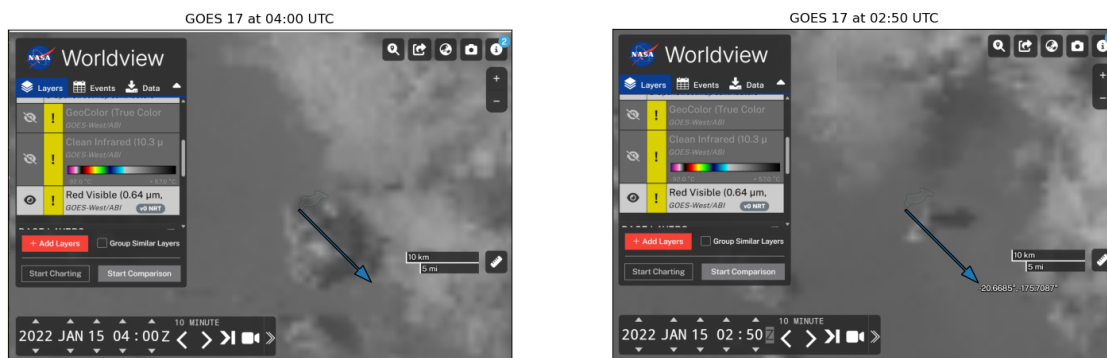 GOES 17 at 04:00 UTC
NASA
Worldview
2
Layers Events Data
GeoColor (True Color
GOES-West/ABI
Clean Infrared (10.3 µ
GOES-West/ABI
Red Visible (0.64 µm,
GOES-West/ABI v0 NRT
+ Add Layers Group Similar Layers
Start Charting Start Comparison
10 km
5 mi
10 MINUTE
2022 JAN 15 04 : 00 Z
GOES 17 at 02:50 UTC
NASA
Worldview
Layers Events Data
GeoColor (True Color
GOES-West/ABI
Clean Infrared (10.3 µ
GOES-West/ABI
Red Visible (0.64 µm,
GOES-West/ABI v0 NRT
+ Add Layers Group Similar Layers
Start Charting Start Comparison
10 km
5 mi
-20.6685°, -175.7087°
10 MINUTE
2022 JAN 15 02 : 50 Z